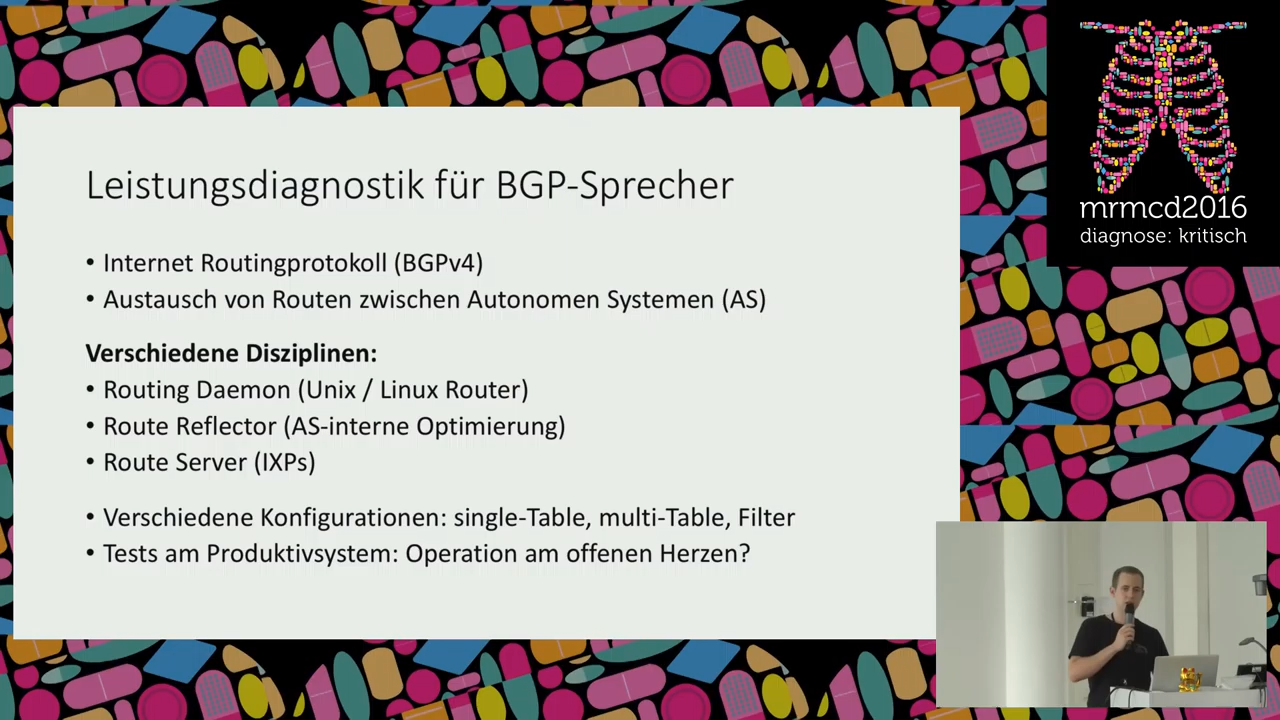 Leistungsdiagnostik für BGP-Sprecher
• Internet Routingprotokoll (BGPv4)
• Austausch von Routen zwischen Autonomen Systemen (AS)
Verschiedene Disziplinen:
• Routing Daemon (Unix / Linux Router)
• Route Reflector (AS-interne Optimierung)
• Route Server (IXPs)
• Verschiedene Konfigurationen: single-Table, multi-Table, Filter
• Tests am Produktivsystem: Operation am offenen Herzen?
mrmcd2016
diagnose: kritisch